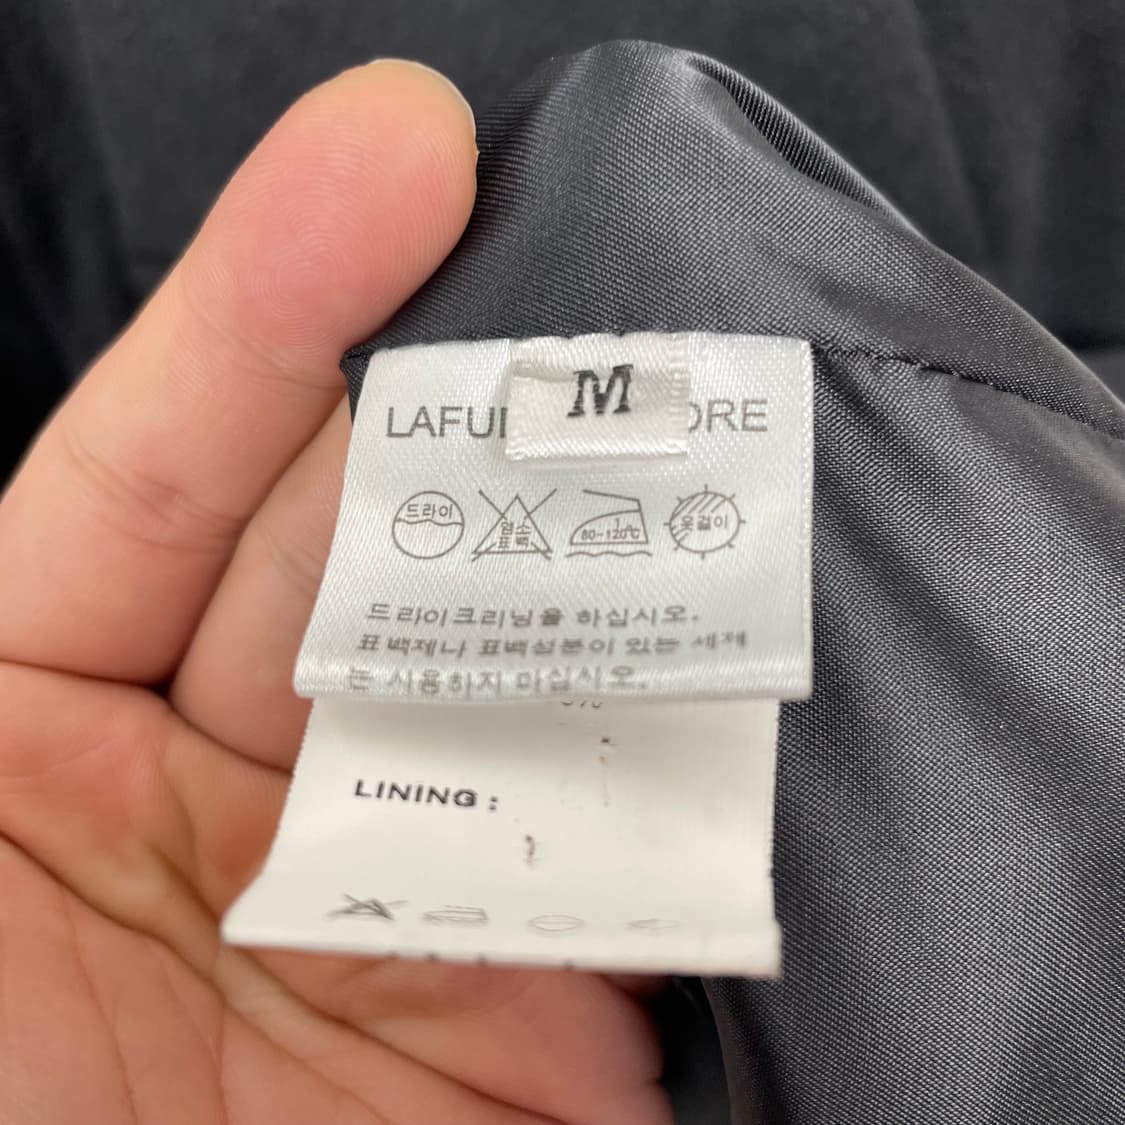 M
LAFU ORE
드라이 염소표백 80~120℃ 옷걸이
드라이크리닝을 하십시오.
표백제나 표백성분이 있는 세제
는 사용하지 마십시오.
LINING :